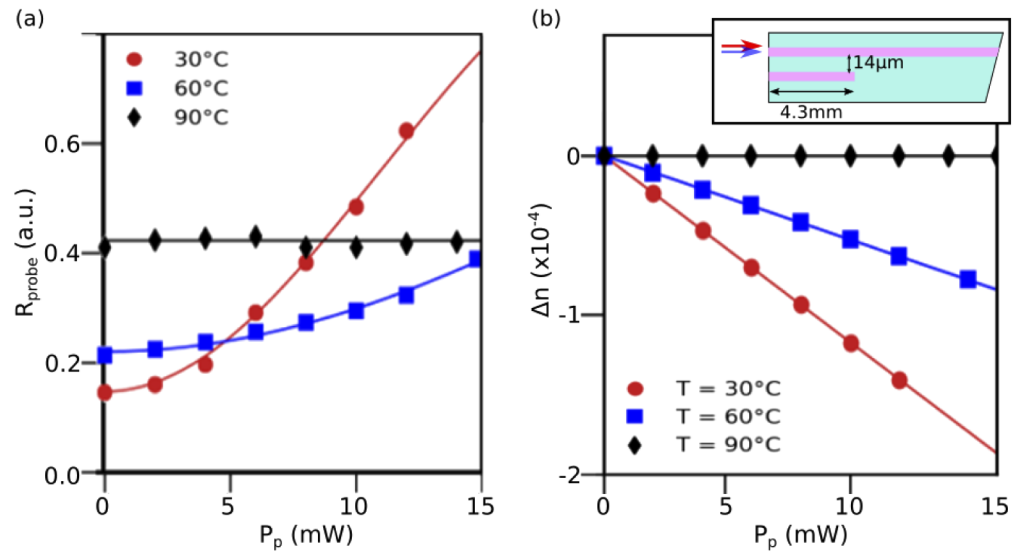 (a)
30°C
60°C
90°C
0.6
0.4
0.2
0.0
R_probe (a.u.)
0 5 10 15
P_p (mW)
(b)
14μm
4.3mm
0
-1
-2
Δn (x10⁻⁴)
T = 30°C
T = 60°C
T = 90°C
0 5 10 15
P_p (mW)